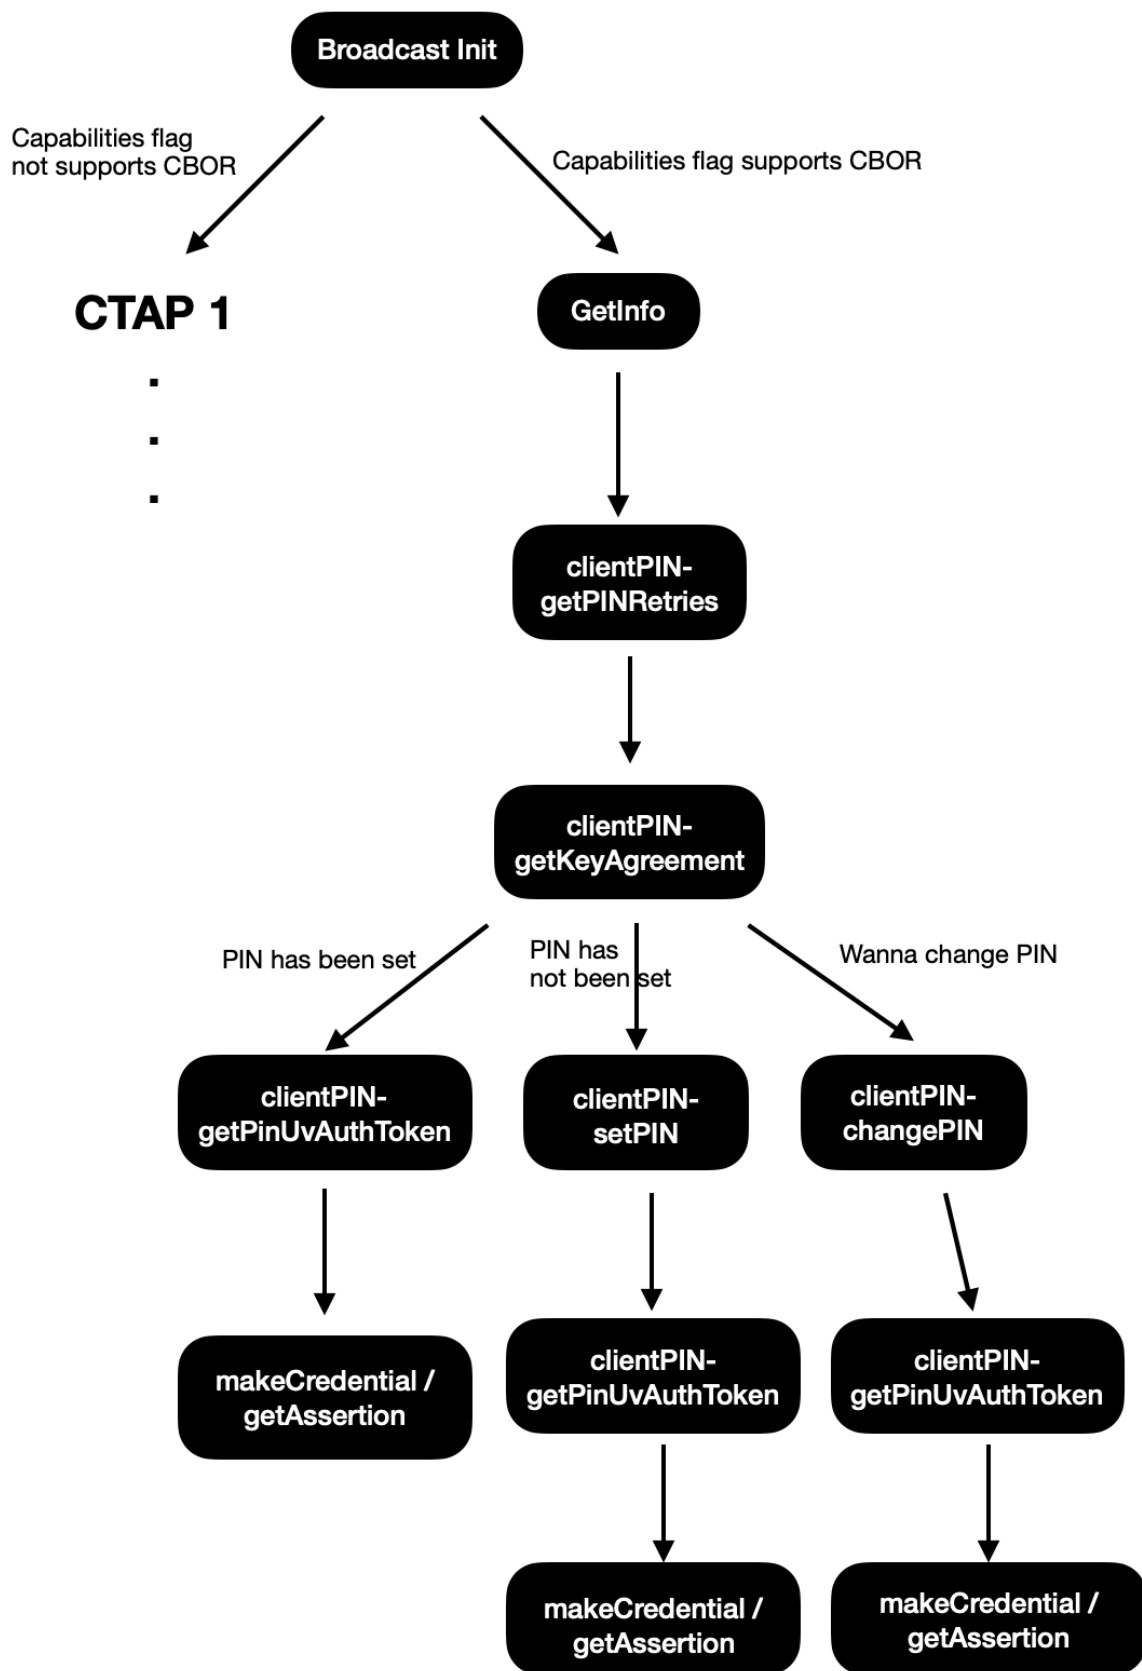 Broadcast Init
Capabilities flag
not supports CBOR
Capabilities flag supports CBOR
CTAP 1
.
.
.
GetInfo
clientPIN-
getPINRetries
clientPIN-
getKeyAgreement
PIN has been set
PIN has
not been set
Wanna change PIN
clientPIN-
getPinUvAuthToken
clientPIN-
setPIN
clientPIN-
changePIN
makeCredential /
getAssertion
clientPIN-
getPinUvAuthToken
clientPIN-
getPinUvAuthToken
makeCredential /
getAssertion
makeCredential /
getAssertion